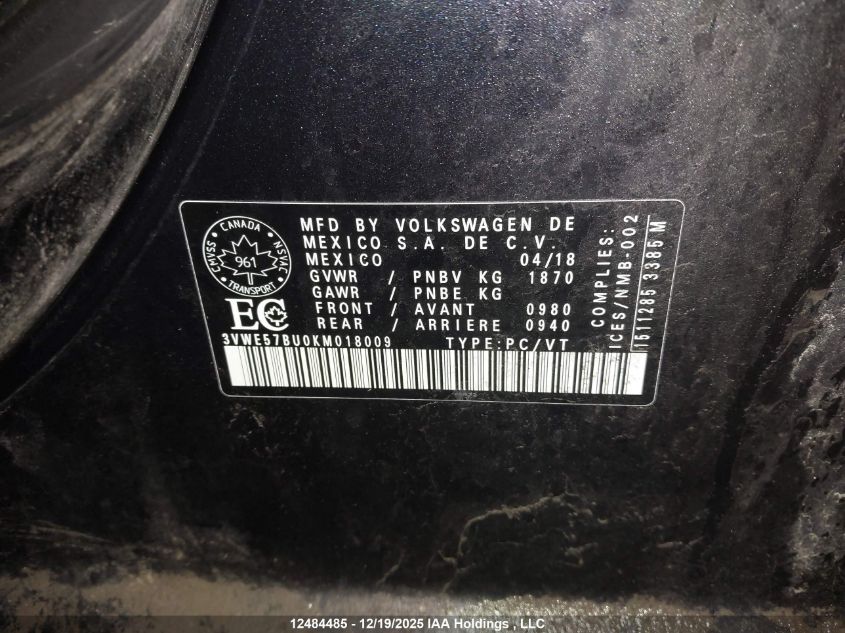 CANADA
CMVSS
NSVAC
961
TRANSPORT
EC
MFD BY VOLKSWAGEN DE
MEXICO S.A. DE C.V.
MEXICO 04/18
GVWR / PNBV KG 1870
GAWR / PNBE KG
FRONT / AVANT 0980
REAR / ARRIERE 0940
3VWE57BU0KM018009 TYPE:PC/VT
COMPLIES:
ICES/NMB-002
1511285 3385 M
12484485 - 12/19/2025 IAA Holdings , LLC